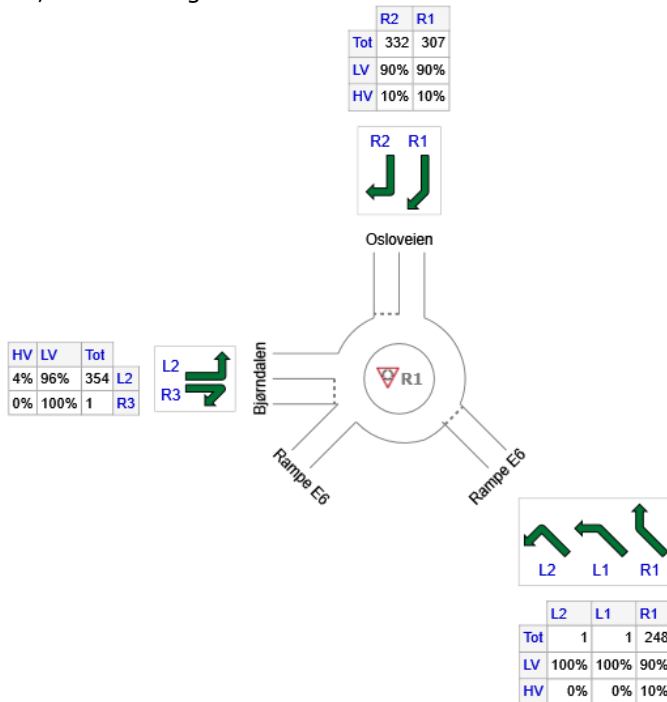 R2 R1
Tot 332 307
LV 90% 90%
HV 10% 10%
R2 R1
Osloveien
HV LV Tot
4% 96% 354 L2
0% 100% 1 R3
L2
R3
Bjørndalen
R1
Rampe E6
Rampe E6
L2 L1 R1
L2 L1 R1
Tot 1 1 248
LV 100% 100% 90%
HV 0% 0% 10%